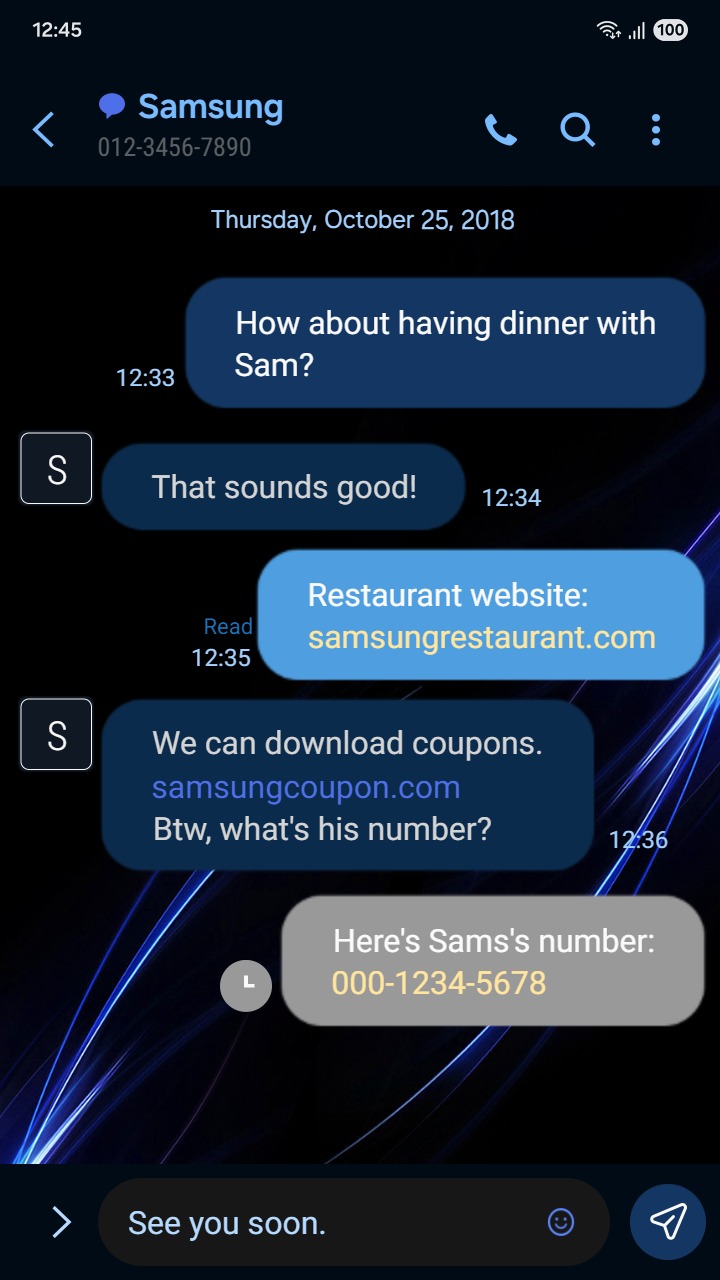 12:45
100
Samsung
012-3456-7890
Thursday, October 25, 2018
How about having dinner with
Sam?
12:33
S
That sounds good!
12:34
Restaurant website:
samsungrestaurant.com
Read
12:35
S
We can download coupons.
samsungcoupon.com
Btw, what's his number?
12:36
Here's Sams's number:
000-1234-5678
See you soon.